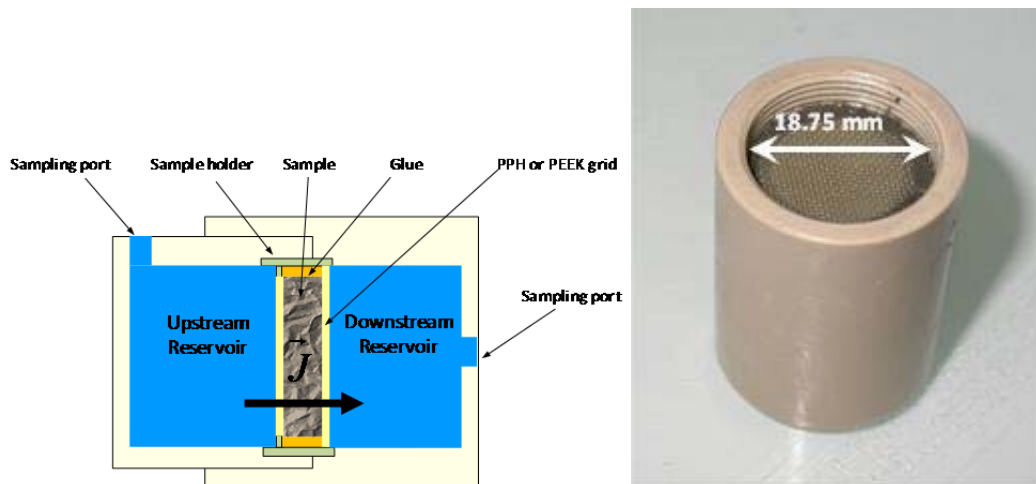 Sampling port
Sample holder
Sample
Glue
PPH or PEEK grid
Upstream
Reservoir
J
Downstream
Reservoir
Sampling port
18.75 mm